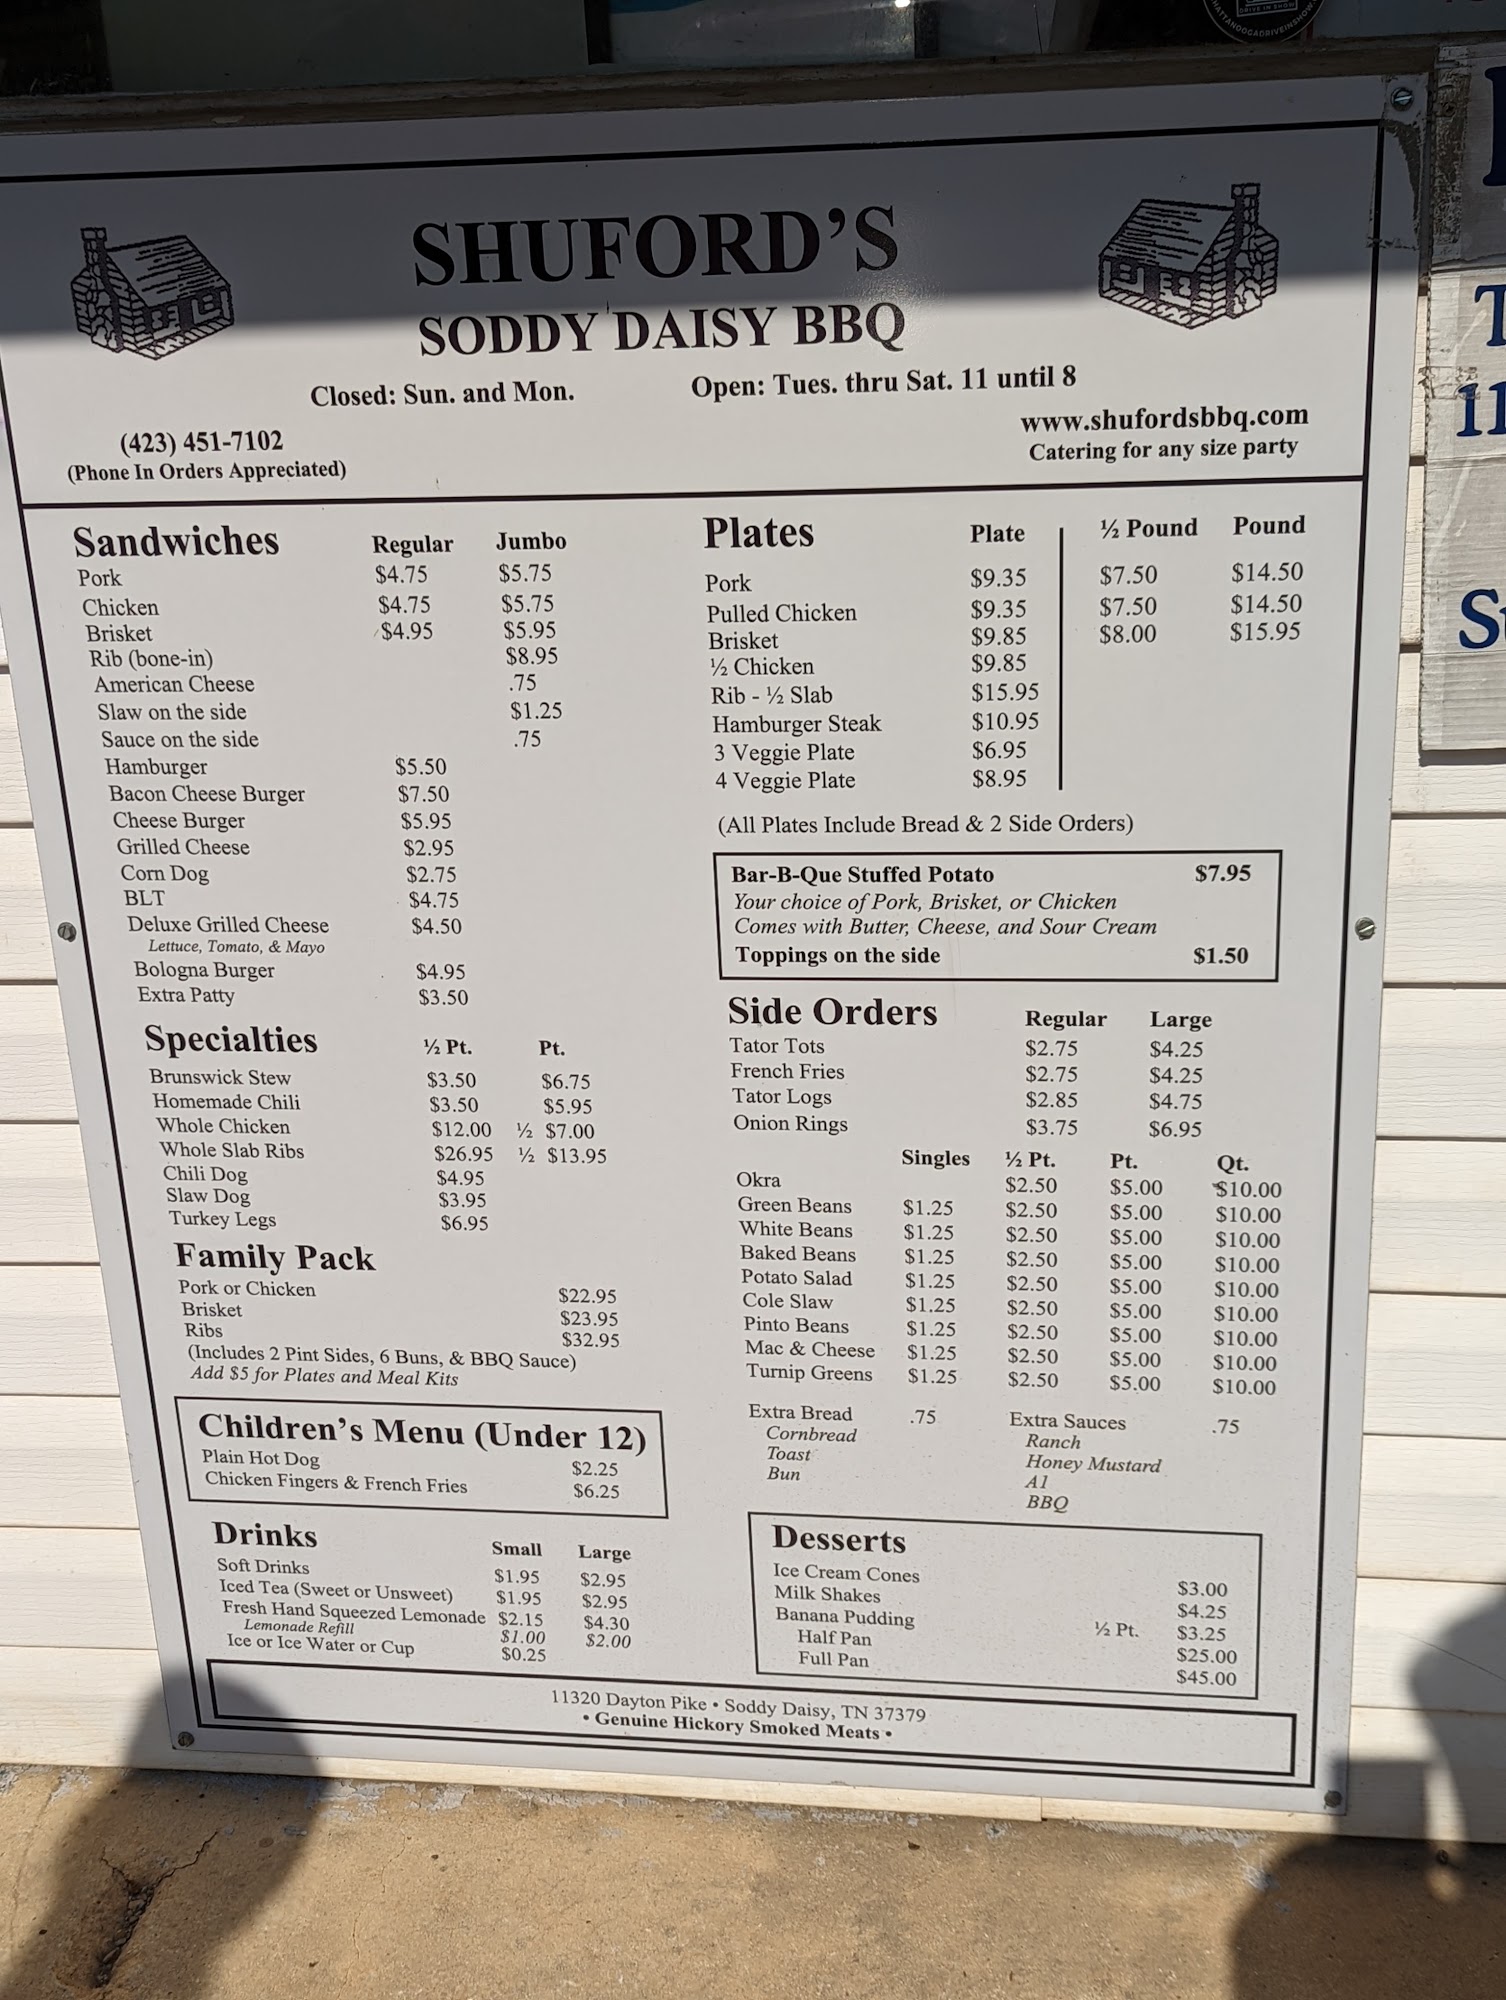 DRIVE IN SHOW
SHUFORD'S
SODDY DAISY BBQ
Closed: Sun. and Mon. Open: Tues. thru Sat. 11 until 8
(423) 451-7102
(Phone In Orders Appreciated)
www.shufordsbbq.com
Catering for any size party
Sandwiches Regular Jumbo
Pork $4.75 $5.75
Chicken $4.75 $5.75
Brisket $4.95 $5.95
Rib (bone-in) $8.95
American Cheese .75
Slaw on the side $1.25
Sauce on the side .75
Hamburger $5.50
Bacon Cheese Burger $7.50
Cheese Burger $5.95
Grilled Cheese $2.95
Corn Dog $2.75
BLT $4.75
Deluxe Grilled Cheese $4.50
Lettuce, Tomato, & Mayo
Bologna Burger $4.95
Extra Patty $3.50
Specialties ½ Pt. Pt.
Brunswick Stew $3.50 $6.75
Homemade Chili $3.50 $5.95
Whole Chicken $12.00 ½ $7.00
Whole Slab Ribs $26.95 ½ $13.95
Chili Dog $4.95
Slaw Dog $3.95
Turkey Legs $6.95
Family Pack
Pork or Chicken $22.95
Brisket $23.95
Ribs $32.95
(Includes 2 Pint Sides, 6 Buns, & BBQ Sauce)
Add $5 for Plates and Meal Kits
Children's Menu (Under 12)
Plain Hot Dog $2.25
Chicken Fingers & French Fries $6.25
Drinks Small Large
Soft Drinks $1.95 $2.95
Iced Tea (Sweet or Unsweet) $1.95 $2.95
Fresh Hand Squeezed Lemonade $2.15 $4.30
Lemonade Refill $1.00 $2.00
Ice or Ice Water or Cup $0.25
Plates Plate ½ Pound Pound
Pork $9.35 $7.50 $14.50
Pulled Chicken $9.35 $7.50 $14.50
Brisket $9.85 $8.00 $15.95
½ Chicken $9.85
Rib - ½ Slab $15.95
Hamburger Steak $10.95
3 Veggie Plate $6.95
4 Veggie Plate $8.95
(All Plates Include Bread & 2 Side Orders)
Bar-B-Que Stuffed Potato $7.95
Your choice of Pork, Brisket, or Chicken
Comes with Butter, Cheese, and Sour Cream
Toppings on the side $1.50
Side Orders Regular Large
Tator Tots $2.75 $4.25
French Fries $2.75 $4.25
Tator Logs $2.85 $4.75
Onion Rings $3.75 $6.95
Singles ½ Pt. Pt. Qt.
Okra $2.50 $5.00 $10.00
Green Beans $1.25 $2.50 $5.00 $10.00
White Beans $1.25 $2.50 $5.00 $10.00
Baked Beans $1.25 $2.50 $5.00 $10.00
Potato Salad $1.25 $2.50 $5.00 $10.00
Cole Slaw $1.25 $2.50 $5.00 $10.00
Pinto Beans $1.25 $2.50 $5.00 $10.00
Mac & Cheese $1.25 $2.50 $5.00 $10.00
Turnip Greens $1.25 $2.50 $5.00 $10.00
Extra Bread .75 Extra Sauces .75
Cornbread Ranch
Toast Honey Mustard
Bun A1
BBQ
Desserts
Ice Cream Cones $3.00
Milk Shakes $4.25
Banana Pudding ½ Pt. $3.25
Half Pan $25.00
Full Pan $45.00
11320 Dayton Pike • Soddy Daisy, TN 37379
• Genuine Hickory Smoked Meats •
T
11